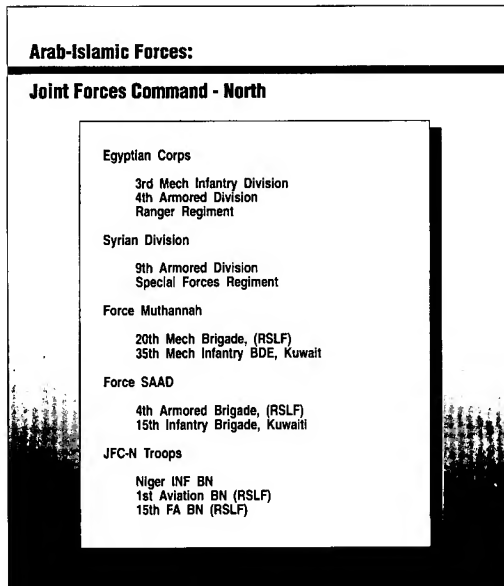 Arab-Islamic Forces:
Joint Forces Command - North
Egyptian Corps
3rd Mech Infantry Division
4th Armored Division
Ranger Regiment
Syrian Division
9th Armored Division
Special Forces Regiment
Force Muthannah
20th Mech Brigade, (RSLF)
35th Mech Infantry BDE, Kuwait
Force SAAD
4th Armored Brigade, (RSLF)
15th Infantry Brigade, Kuwaiti
JFC-N Troops
Niger INF BN
1st Aviation BN (RSLF)
15th FA BN (RSLF)